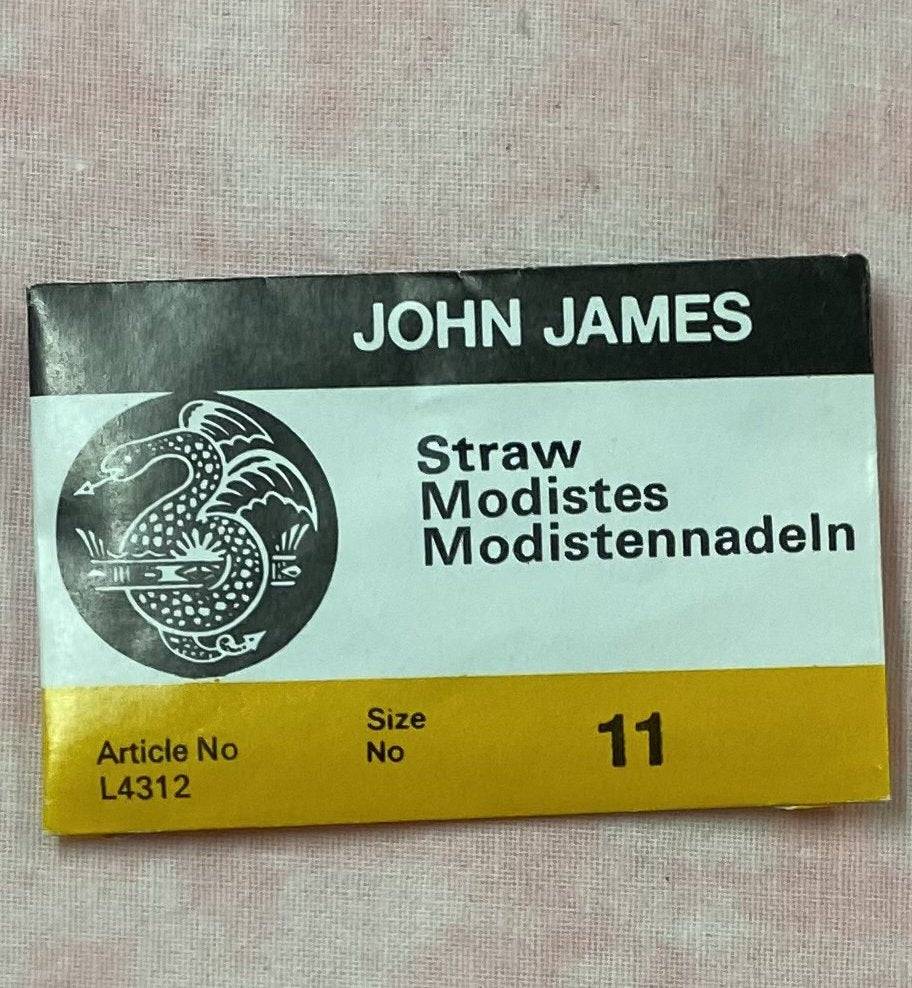 JOHN JAMES
Straw
Modistes
Modistennadeln
Article No
L4312
Size
No
11